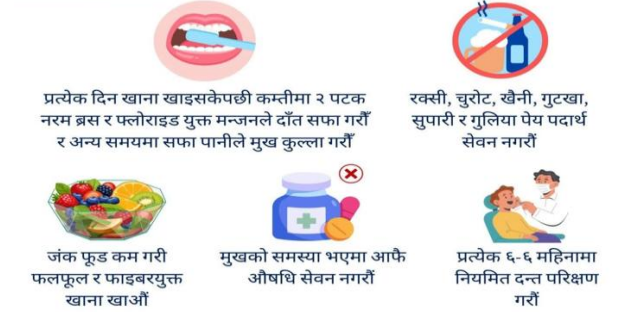 प्रत्येक दिन खाना खाइसकेपछी कम्तीमा २ पटक
नरम ब्रस र फ्लोराइड युक्त मन्जनले दाँत सफा गरौँ
र अन्य समयमा सफा पानीले मुख कुल्ला गरौँ
रक्सी, चुरोट, खैनी, गुटखा,
सुपारी र गुलिया पेय पदार्थ
सेवन नगरौं
जंक फूड कम गरी
फलफूल र फाइबरयुक्त
खाना खाऔं
मुखको समस्या भएमा आफै
औषधि सेवन नगरौं
प्रत्येक ६-६ महिनामा
नियमित दन्त परिक्षण
गरौं